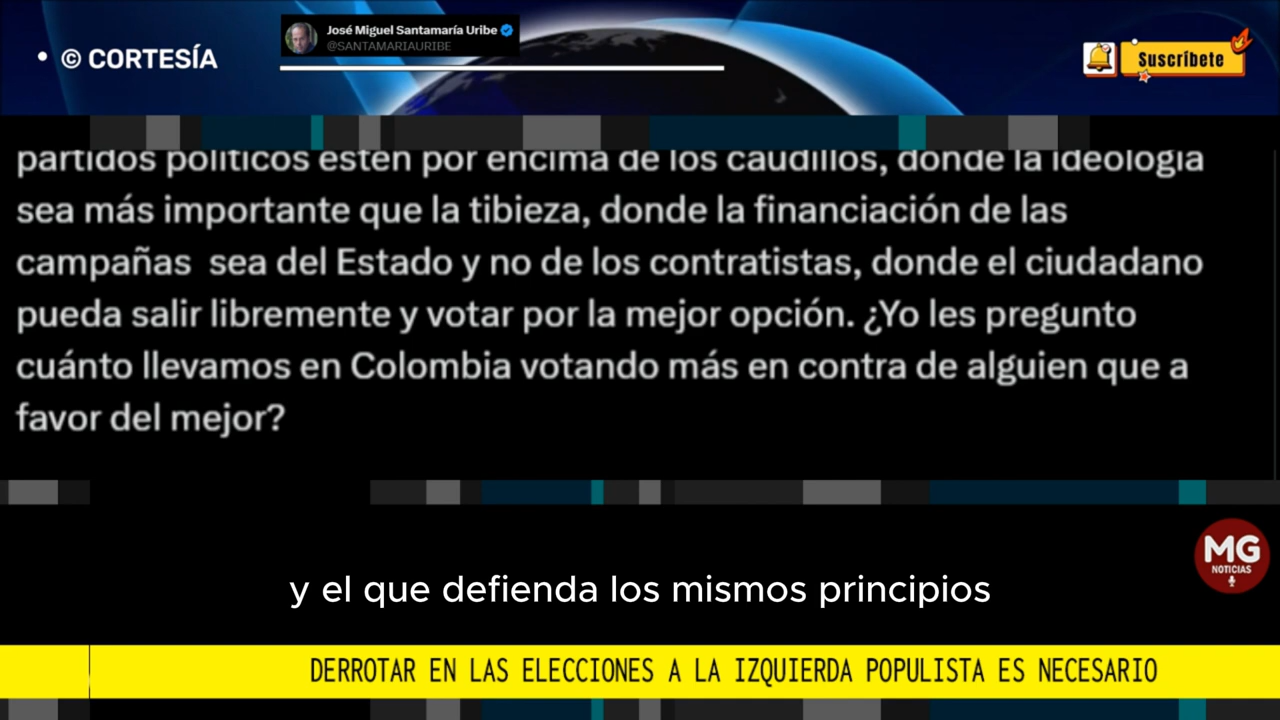 • © CORTESÍA
José Miguel Santamaría Uribe
@SANTAMARIAURIBE
Suscríbete
partidos políticos estén por encima de los caudillos, donde la ideología
sea más importante que la tibieza, donde la financiación de las
campañas sea del Estado y no de los contratistas, donde el ciudadano
pueda salir libremente y votar por la mejor opción. ¿Yo les pregunto
cuánto llevamos en Colombia votando más en contra de alguien que a
favor del mejor?
MG
NOTICIAS
y el que defienda los mismos principios
DERROTAR EN LAS ELECCIONES A LA IZQUIERDA POPULISTA ES NECESARIO